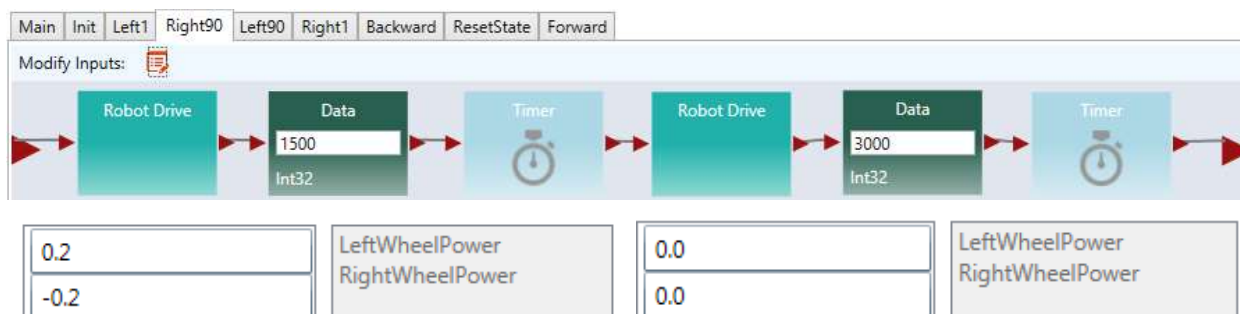 Main Init Left1 Right90 Left90 Right1 Backward ResetState Forward
Modify Inputs:
Robot Drive Data Timer Robot Drive Data Timer
1500 3000
Int32 Int32
0.2 LeftWheelPower 0.0 LeftWheelPower
-0.2 RightWheelPower 0.0 RightWheelPower